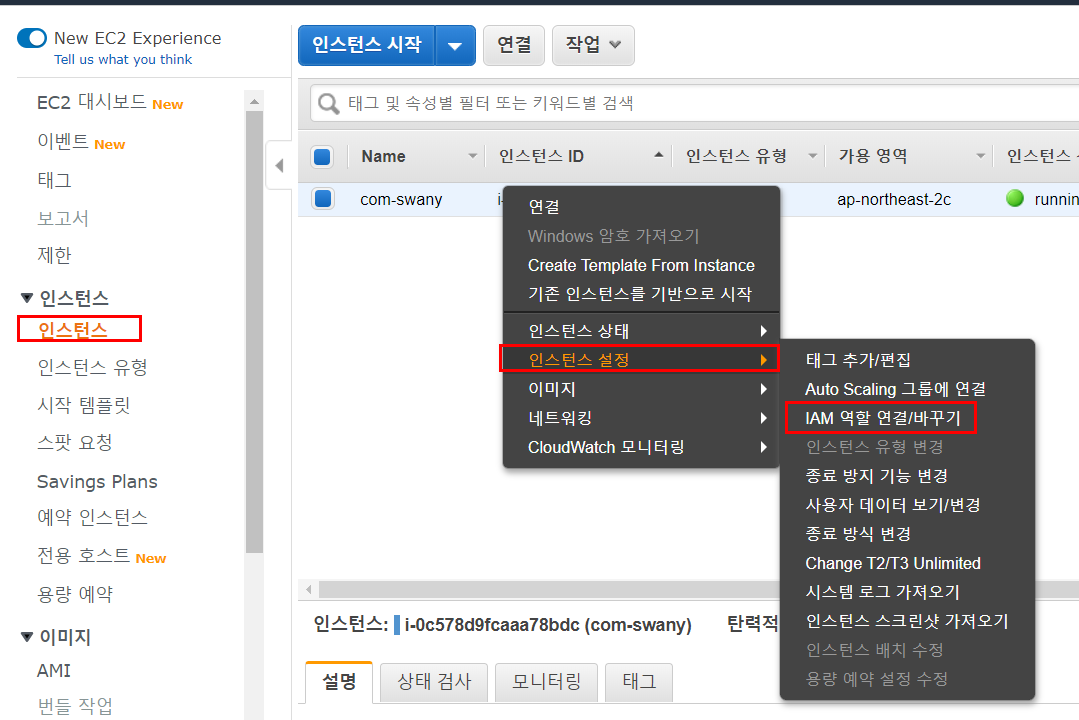 New EC2 Experience
Tell us what you think
EC2 대시보드 New
이벤트 New
태그
보고서
제한
인스턴스
인스턴스
인스턴스 유형
시작 템플릿
스팟 요청
Savings Plans
예약 인스턴스
전용 호스트 New
용량 예약
이미지
AMI
번들 작업
인스턴스 시작 연결 작업
태그 및 속성별 필터 또는 키워드별 검색
Name 인스턴스 ID 인스턴스 유형 가용 영역 인스턴스
com-swany i- ap-northeast-2c runnin
연결
Windows 암호 가져오기
Create Template From Instance
기존 인스턴스를 기반으로 시작
인스턴스 상태
인스턴스 설정
이미지
네트워킹
CloudWatch 모니터링
태그 추가/편집
Auto Scaling 그룹에 연결
IAM 역할 연결/바꾸기
인스턴스 유형 변경
종료 방지 기능 변경
사용자 데이터 보기/변경
종료 방식 변경
Change T2/T3 Unlimited
시스템 로그 가져오기
인스턴스 스크린샷 가져오기
인스턴스 배치 수정
용량 예약 설정 수정
인스턴스: i-0c578d9fcaaa78bdc (com-swany) 탄력적
설명 상태 검사 모니터링 태그